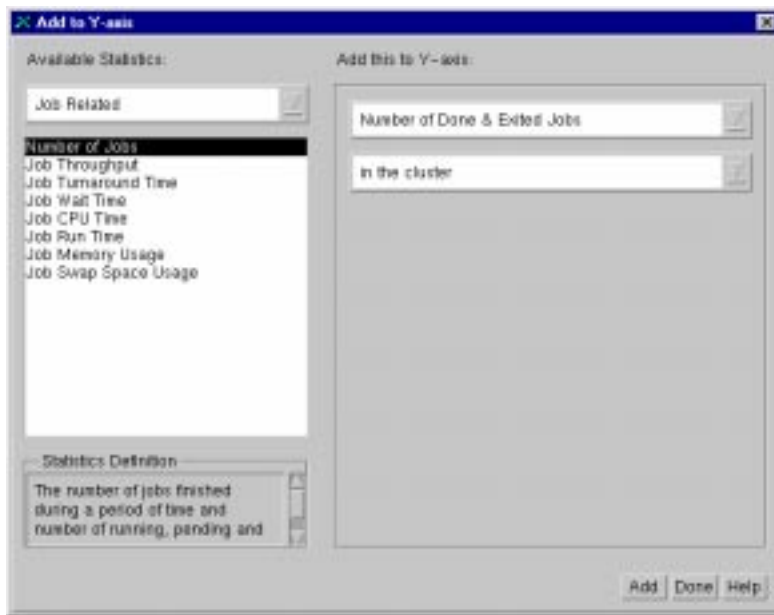 Add to Y-axis
Available Statistics:
Job Related
Number of Jobs
Job Throughput
Job Turnaround Time
Job Wait Time
Job CPU Time
Job Run Time
Job Memory Usage
Job Swap Space Usage
Statistics Definition
The number of jobs finished
during a period of time and
number of running, pending and
Add this to Y-axis:
Number of Done & Exited Jobs
in the cluster
Add Done Help